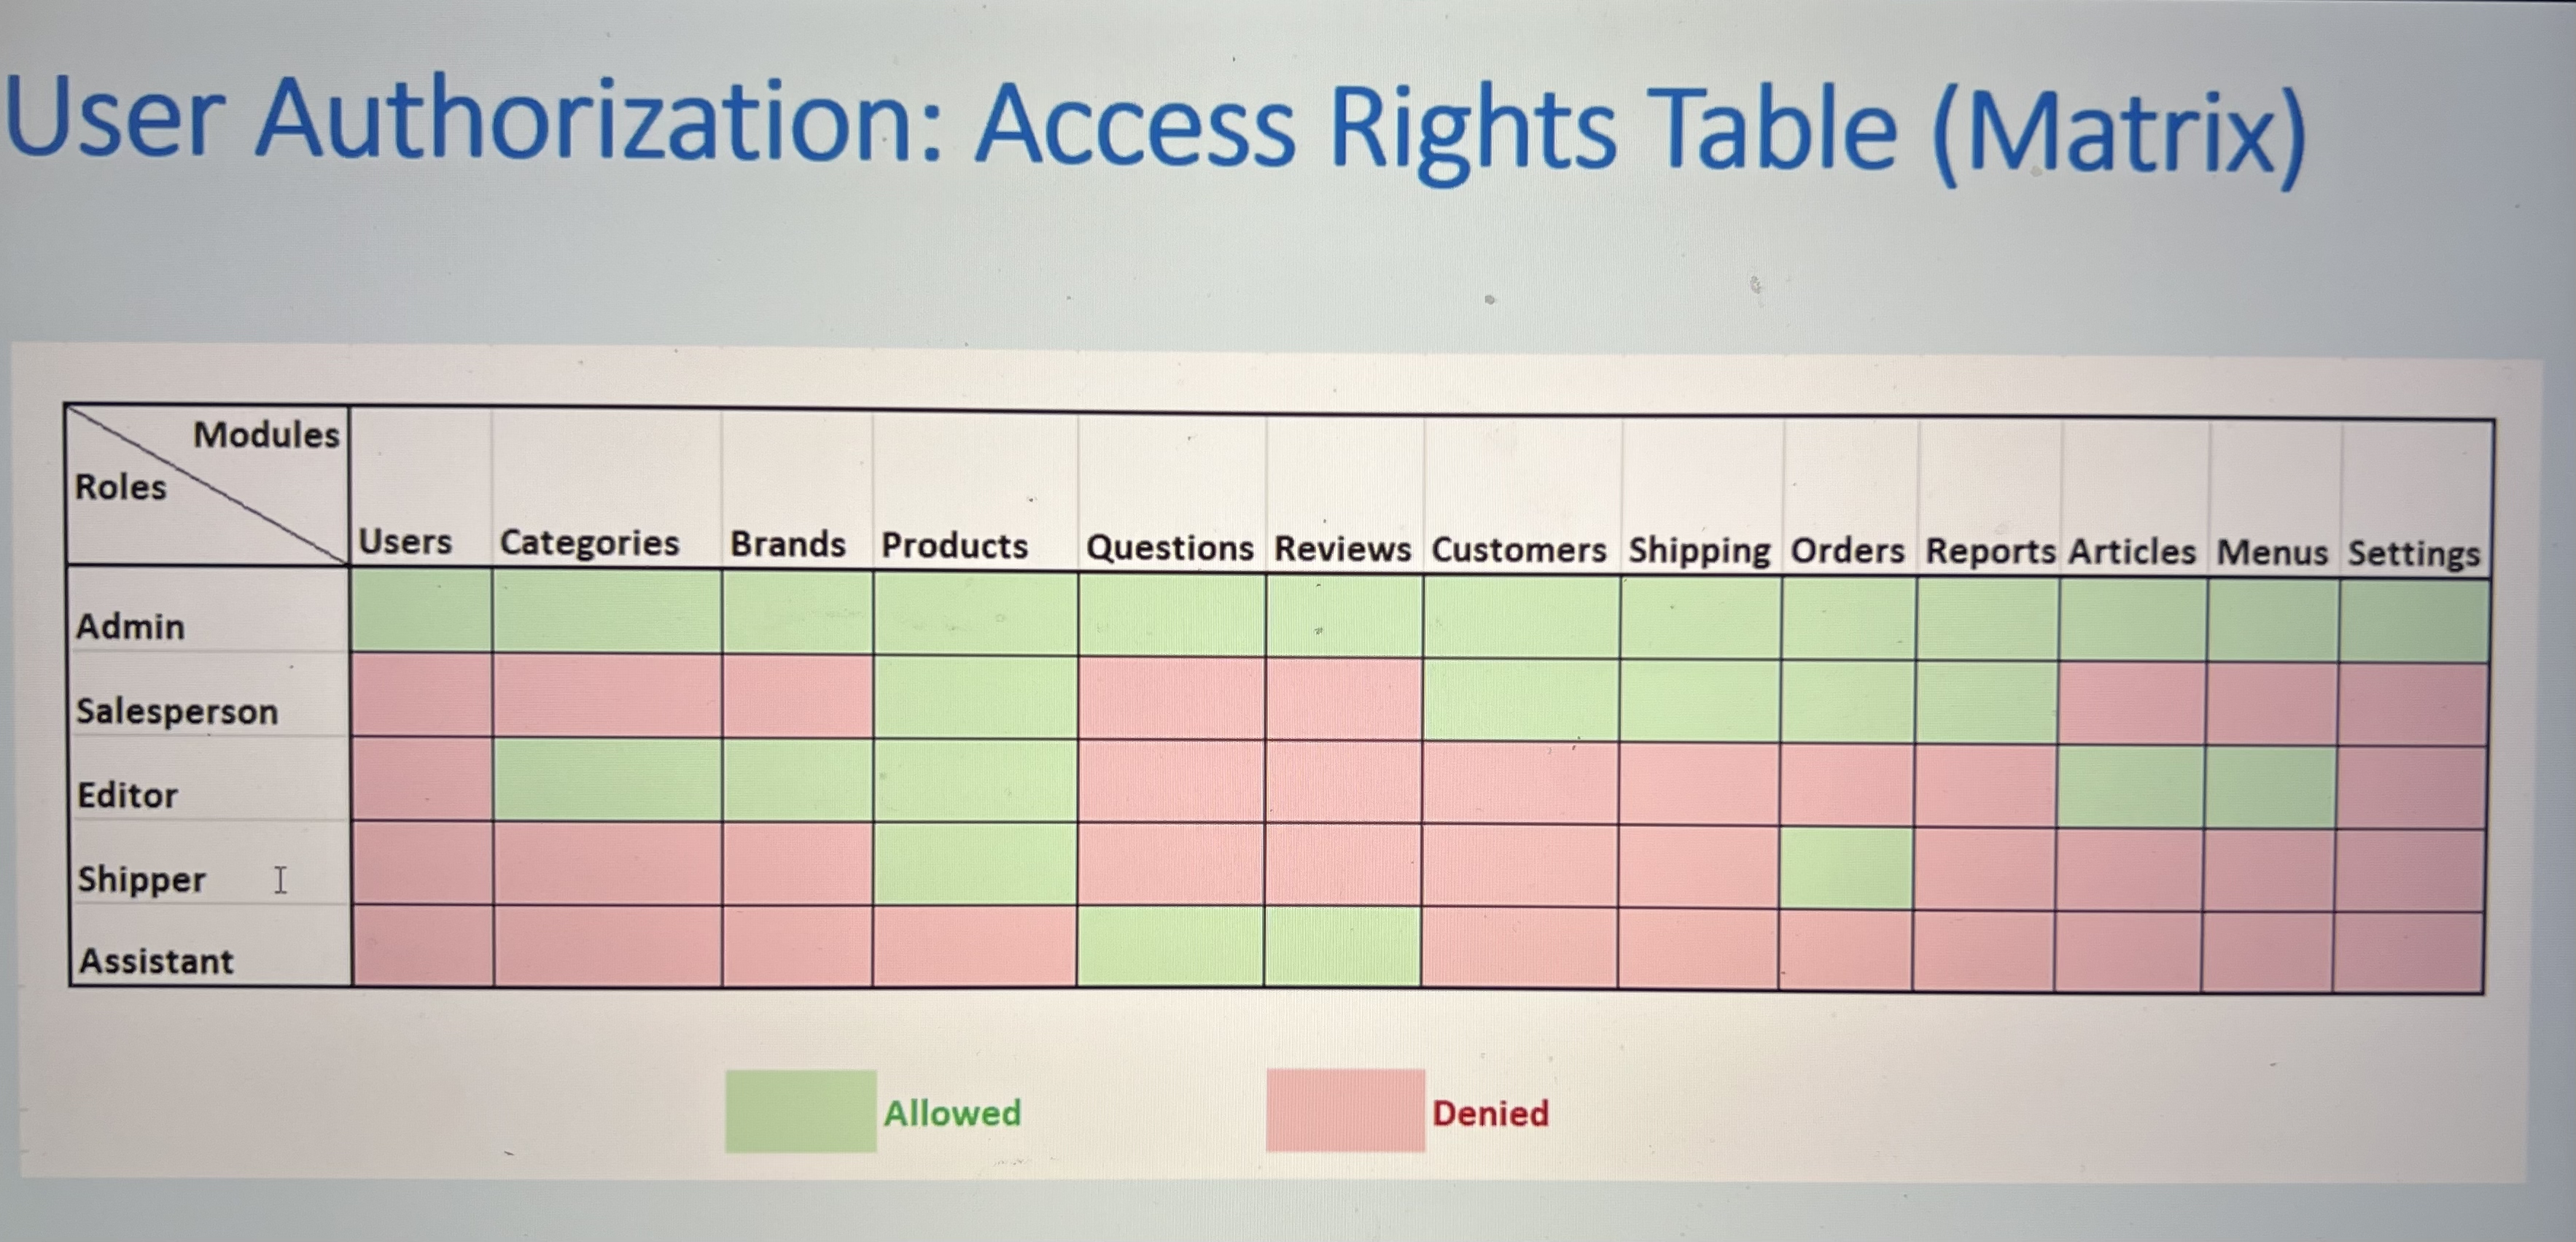 User Authorization: Access Rights Table (Matrix)
Modules
Roles
Users Categories Brands Products Questions Reviews Customers Shipping Orders Reports Articles Menus Settings
Admin
Salesperson
Editor
Shipper
Assistant
Allowed Denied